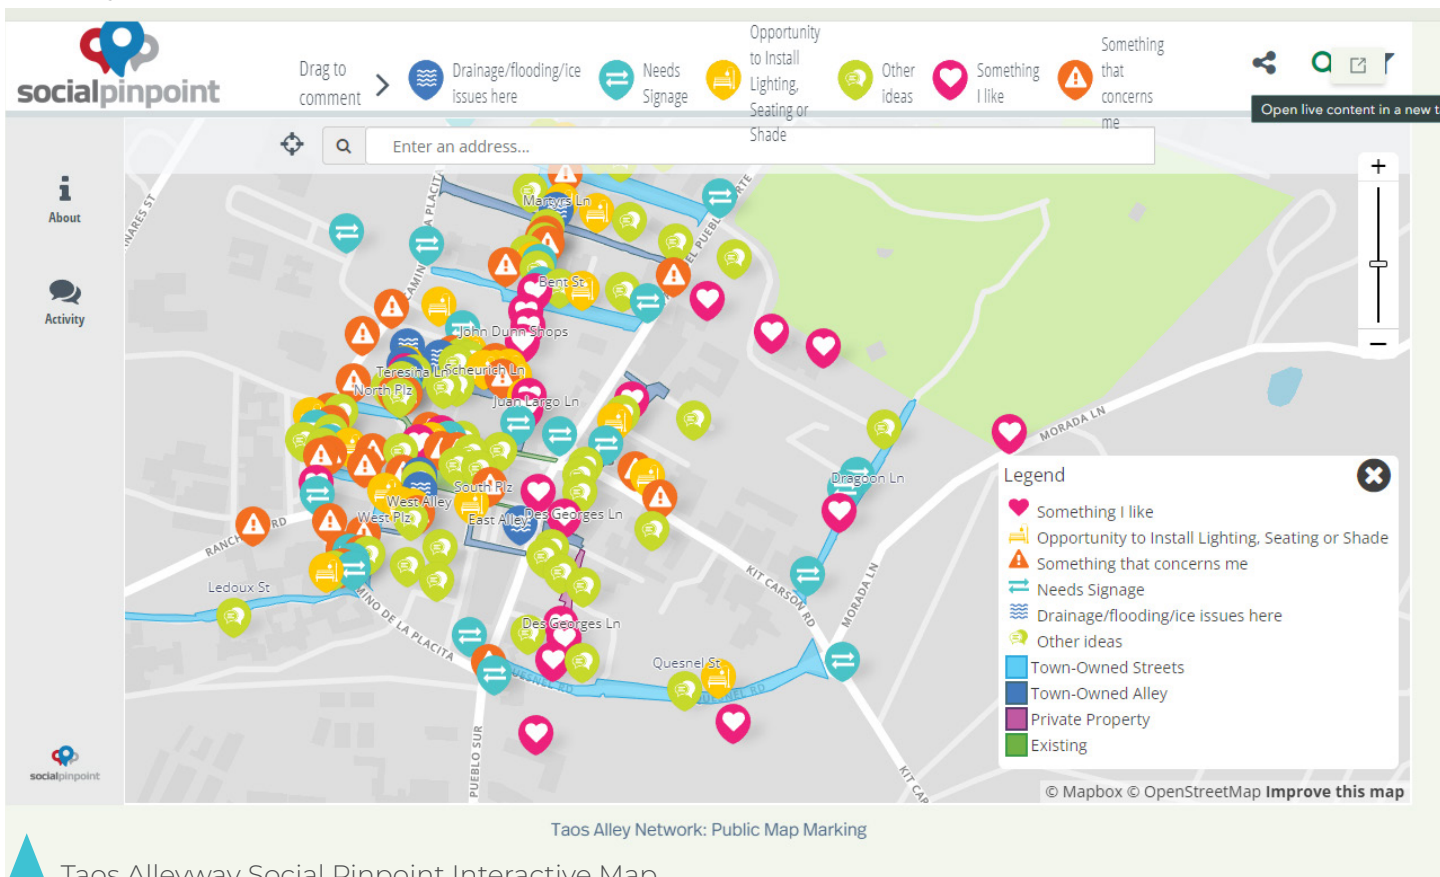 socialpinpoint
Drag to
comment
Drainage/flooding/ice
issues here
Needs
Signage
Opportunity
to Install
Lighting,
Seating or
Shade
Other
ideas
Something
I like
Something
that
concerns
me
Open live content in a new t
Enter an address...
+
About
Activity
socialpinpoint
Martyrs Ln
Bent St
John Dunn Shops
Teresina Ln
Scheurich Ln
North Plz
Juan Largo Ln
South Plz
West Alley
West Plz
East Alley
Des Georges Ln
Dragoon Ln
MORADA LN
RD
Ledoux St
KIT CARSON RD
MORADA LN
DE LA PLACITA
Des Georges Ln
Quesnel St
PUEBLO SUR
Legend
Something I like
Opportunity to Install Lighting, Seating or Shade
Something that concerns me
Needs Signage
Drainage/flooding/ice issues here
Other ideas
Town-Owned Streets
Town-Owned Alley
Private Property
Existing
© Mapbox © OpenStreetMap Improve this map
Taos Alley Network: Public Map Marking
Taos Alleyway Social Pinpoint Interactive Map